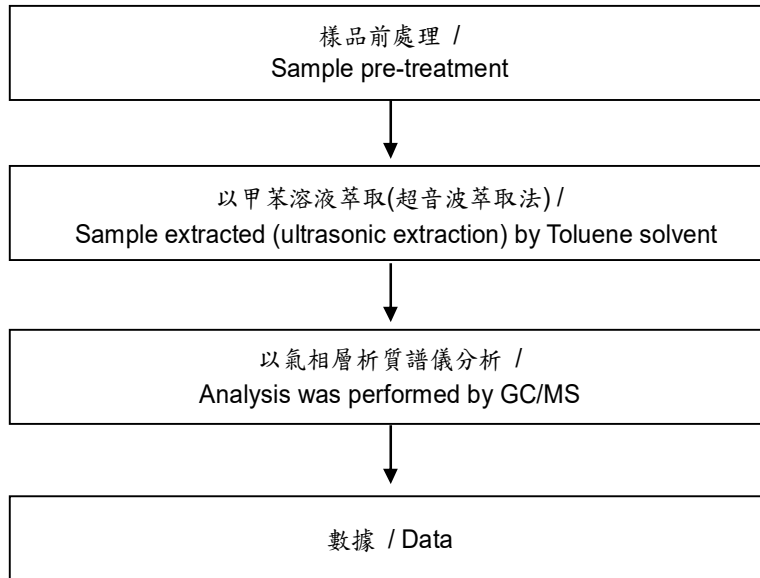 樣品前處理 /
Sample pre-treatment
以甲苯溶液萃取(超音波萃取法) /
Sample extracted (ultrasonic extraction) by Toluene solvent
以氣相層析質譜儀分析 /
Analysis was performed by GC/MS
數據 / Data